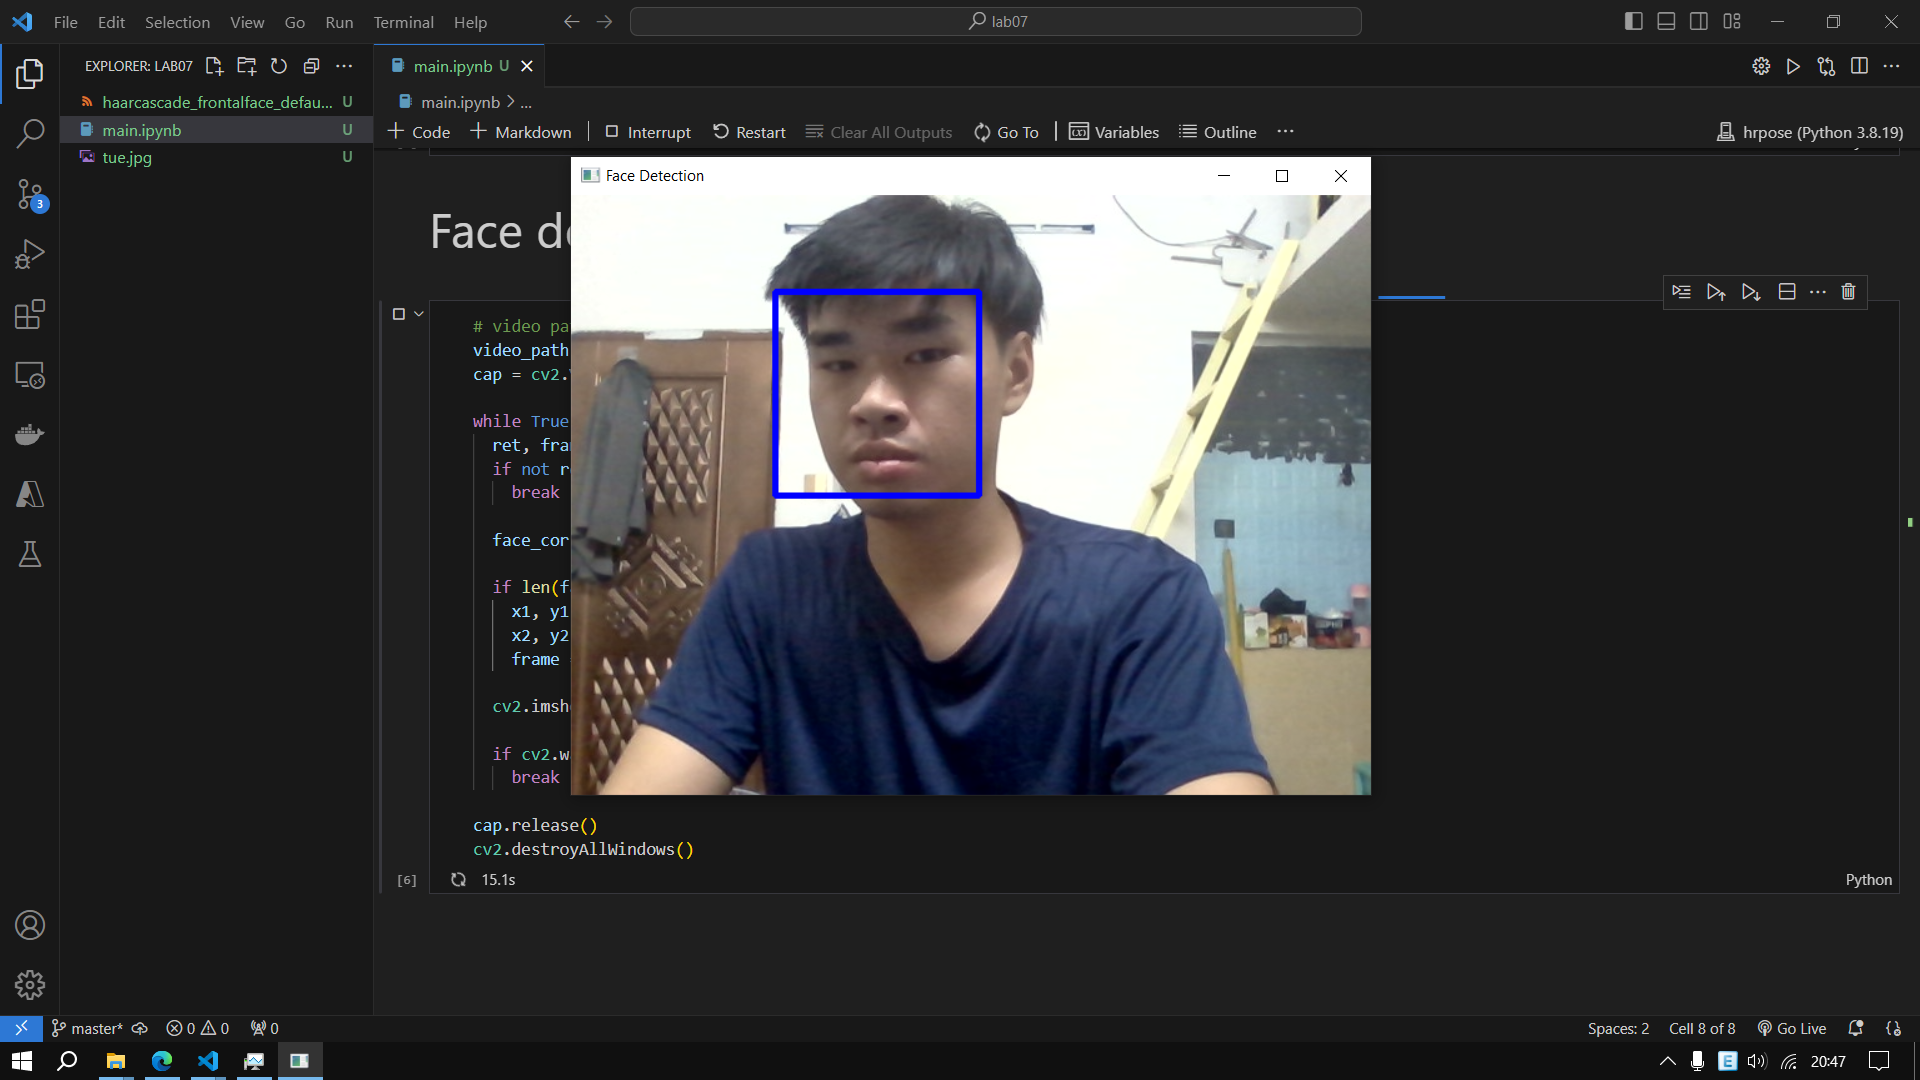 File Edit Selection View Go Run Terminal Help
lab07
EXPLORER: LAB07
haarcascade_frontalface_defau... U
main.ipynb U
tue.jpg U
main.ipynb U
main.ipynb > ...
+ Code + Markdown | Interrupt Restart Clear All Outputs Go To | Variables Outline ...
hrpose (Python 3.8.19)
Face Detection
Face de
# video pa
video_path
cap = cv2.
while True
ret, fra
if not r
break
face_cor
if len(f
x1, y1
x2, y2
frame
cv2.imsh
if cv2.w
break
cap.release()
cv2.destroyAllWindows()
[6] 15.1s Python
3
master* 0 0 0
Spaces: 2 Cell 8 of 8 Go Live
E 20:47